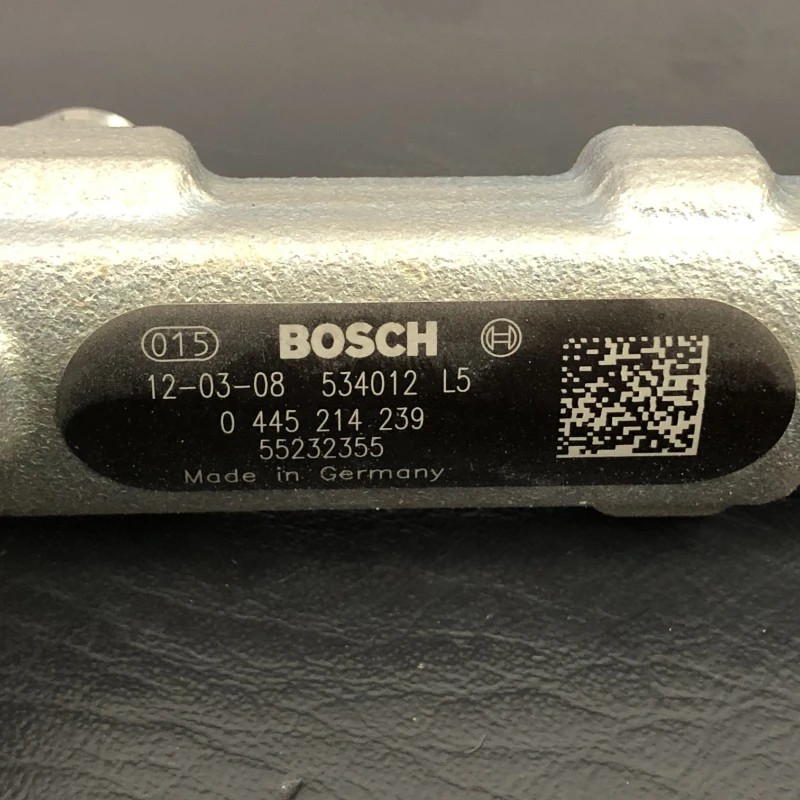 015 BOSCH
12-03-08 534012 L5
0 445 214 239
55232355
Made in Germany